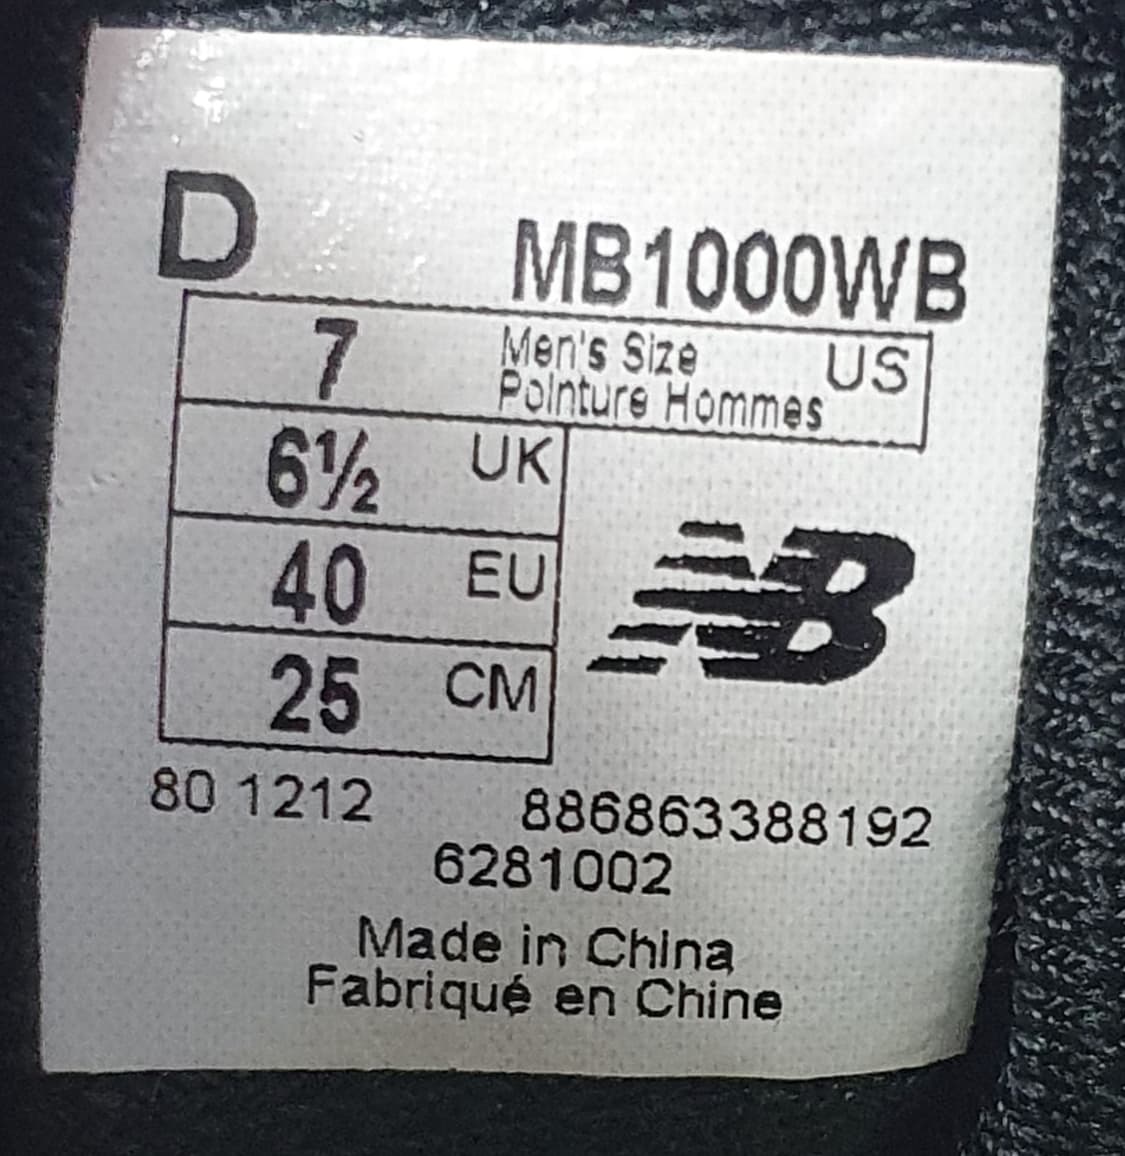 D MB1000WB
7 Men's Size US
Pointure Hommes
6½ UK
40 EU
25 CM
NB
80 1212 886863388192
6281002
Made in China
Fabriqué en Chine